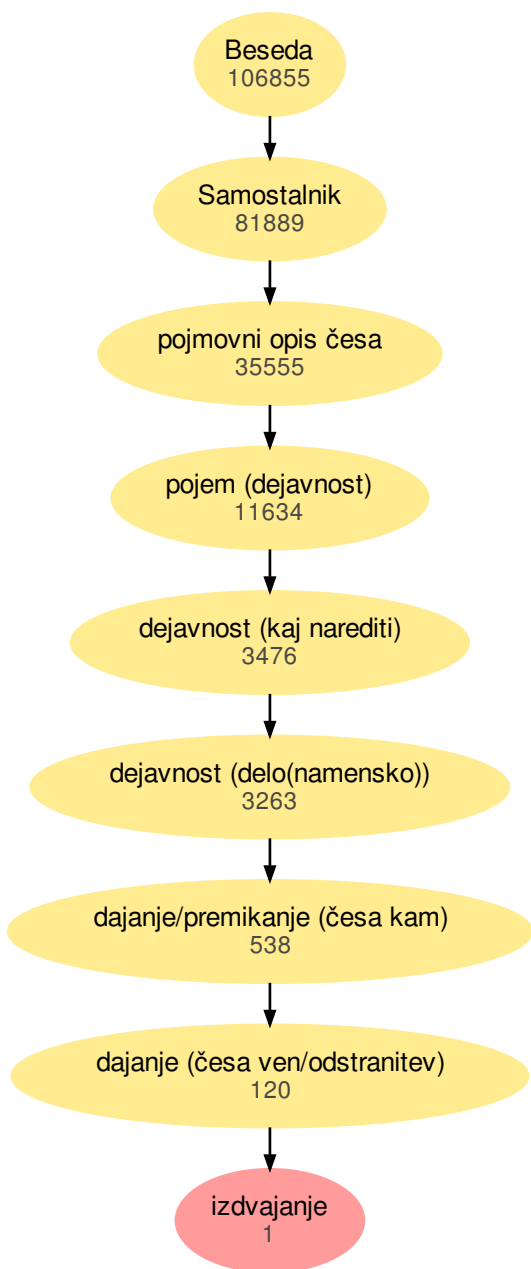 Beseda
106855
Samostalnik
81889
pojmovni opis česa
35555
pojem (dejavnost)
11634
dejavnost (kaj narediti)
3476
dejavnost (delo(namensko))
3263
dajanje/premikanje (česa kam)
538
dajanje (česa ven/odstranitev)
120
izdvajanje
1